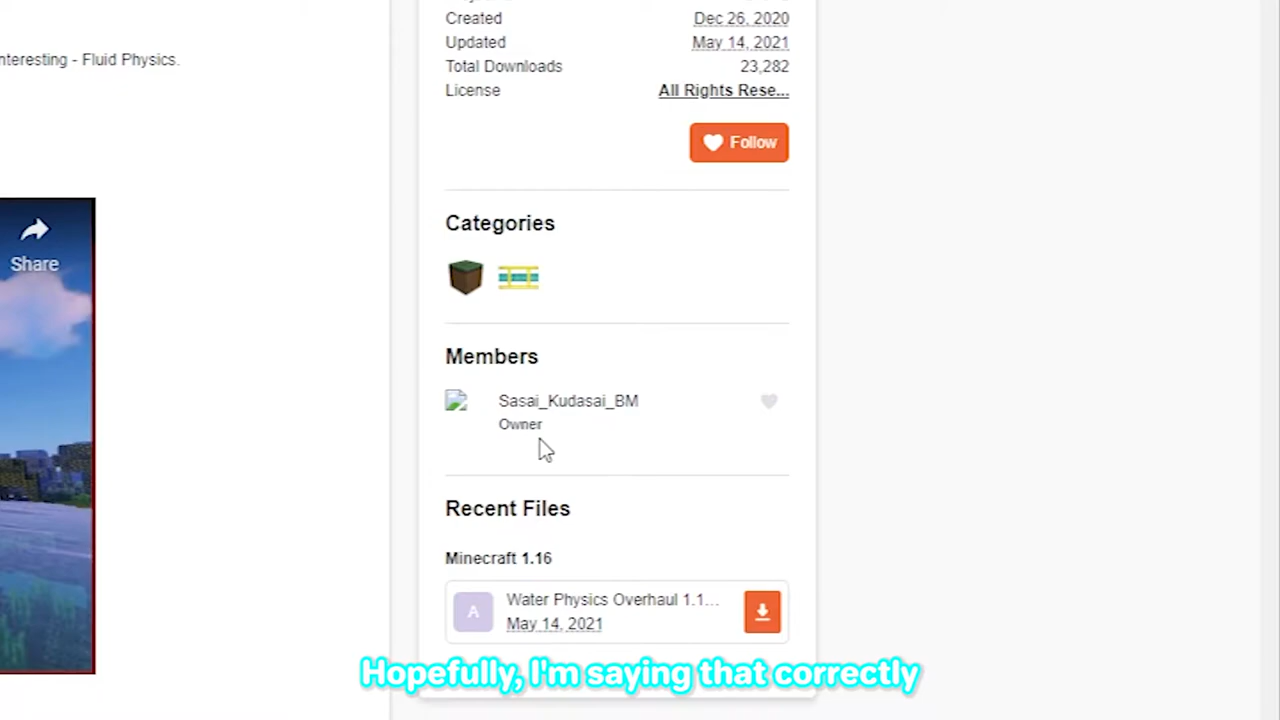 Created Dec 26, 2020
nteresting - Fluid Physics.
Updated May 14, 2021
Total Downloads 23,282
License All Rights Rese...
Follow
Share
Categories
Members
Sasai_Kudasai_BM
Owner
Recent Files
Minecraft 1.16
A Water Physics Overhaul 1.1...
May 14, 2021
Hopefully, I'm saying that correctly